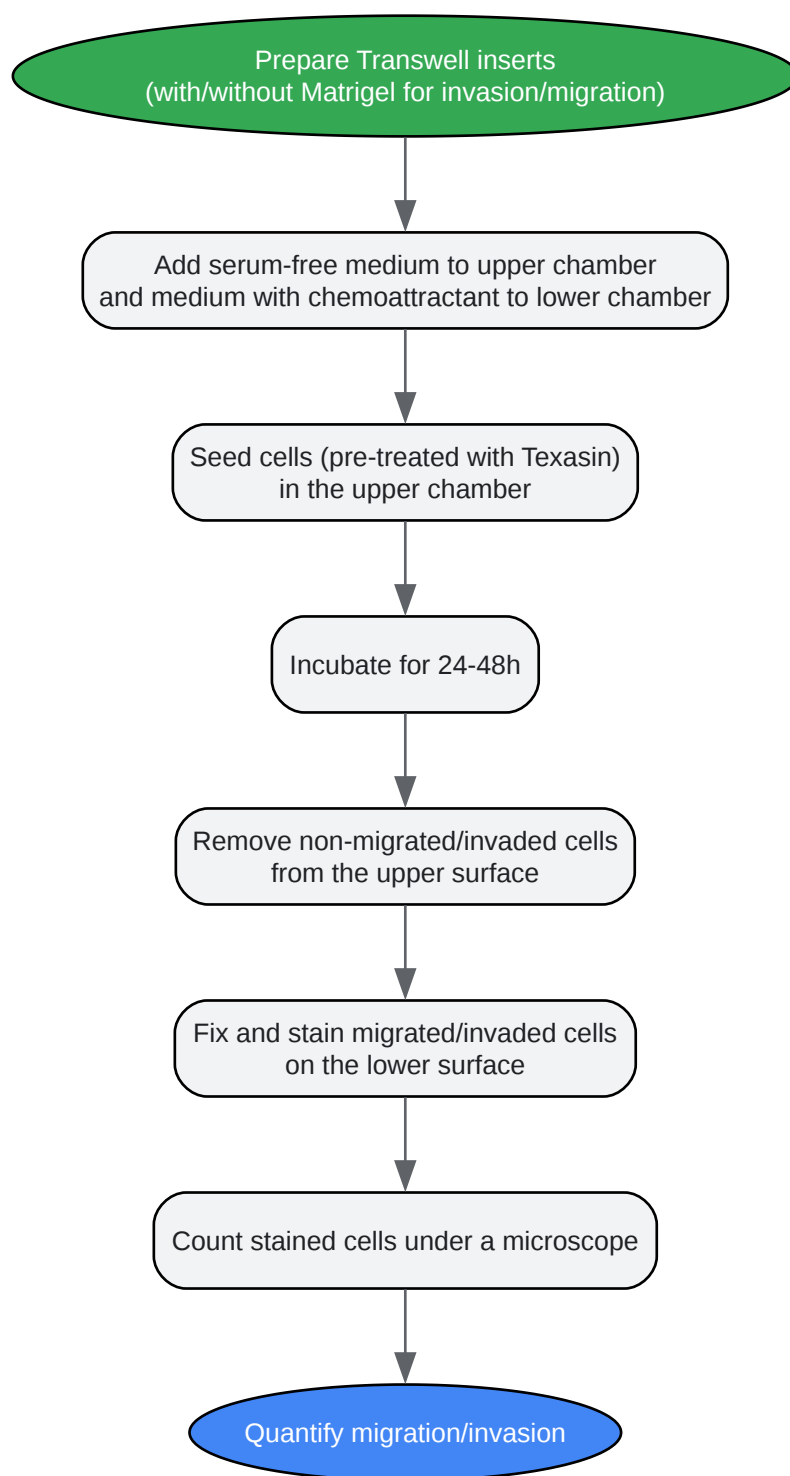 Prepare Transwell inserts
(with/without Matrigel for invasion/migration)
Add serum-free medium to upper chamber
and medium with chemoattractant to lower chamber
Seed cells (pre-treated with Texasin)
in the upper chamber
Incubate for 24-48h
Remove non-migrated/invaded cells
from the upper surface
Fix and stain migrated/invaded cells
on the lower surface
Count stained cells under a microscope
Quantify migration/invasion